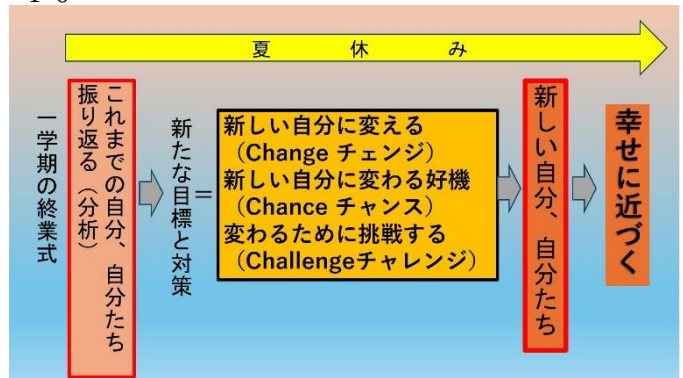 夏休み
一学期の終業式
これまでの自分、自分たち
振り返る（分析）
新たな目標と対策
＝
新しい自分に変える
（Change チェンジ）
新しい自分に変わる好機
（Chance チャンス）
変わるために挑戦する
（Challengeチャレンジ）
新しい自分、自分たち
幸せに近づく